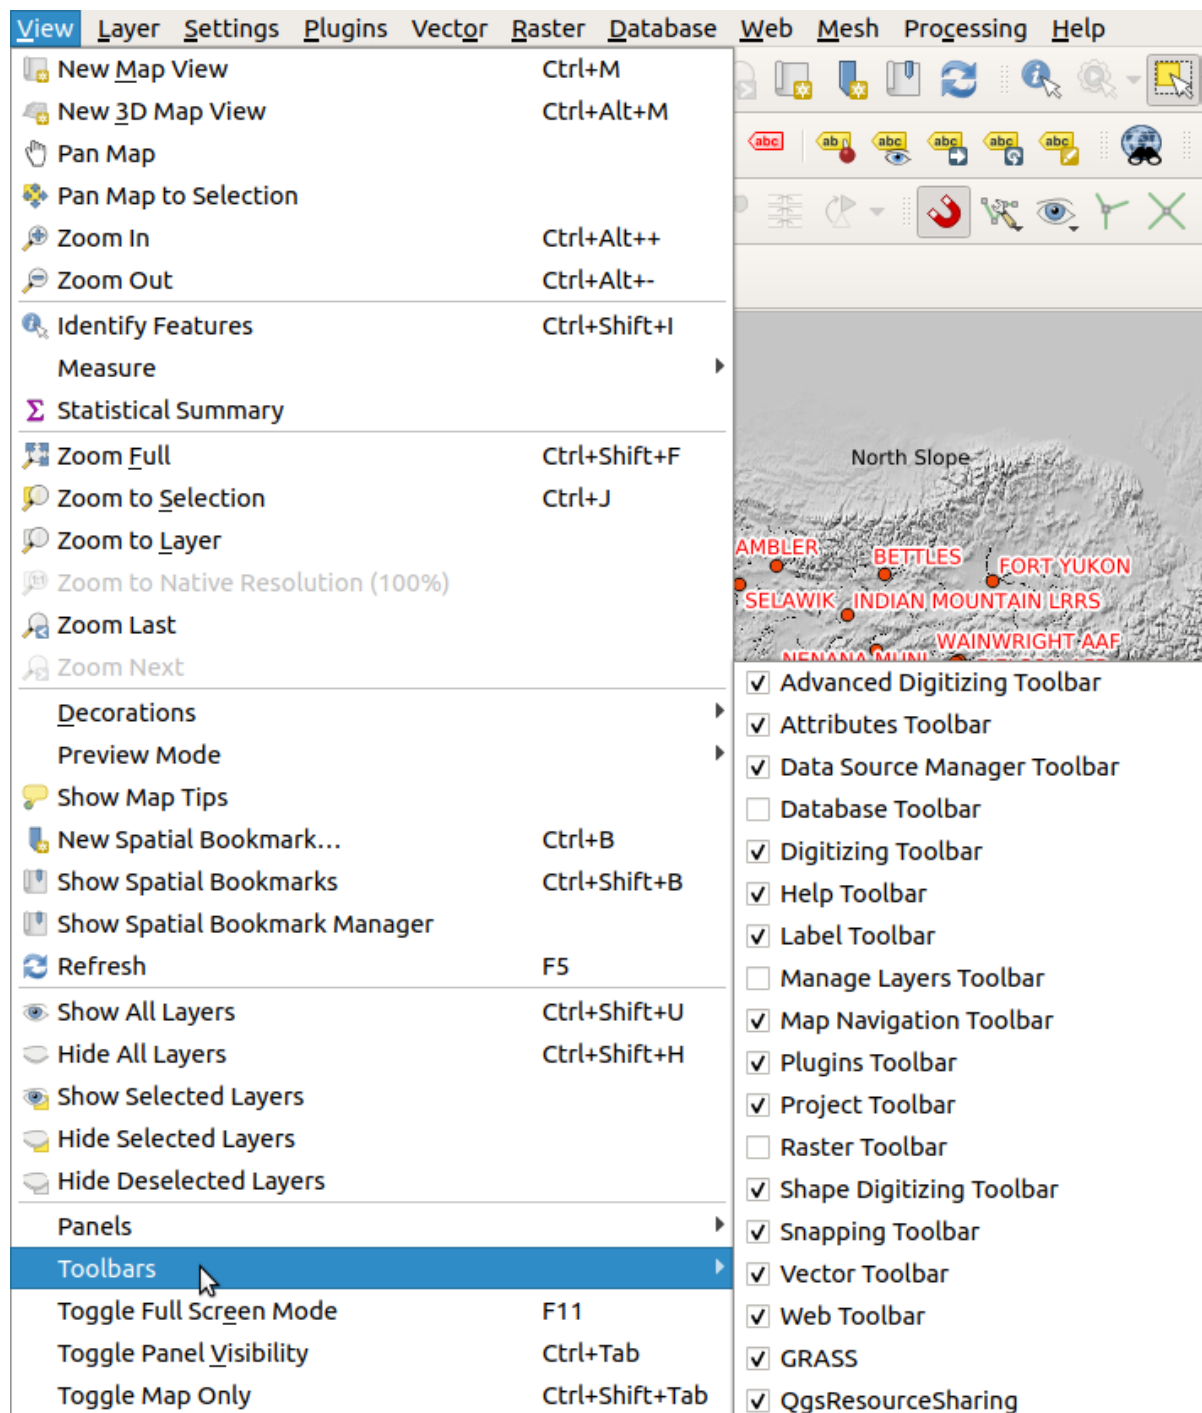 View Layer Settings Plugins Vector Raster Database Web Mesh Processing Help
New Map View Ctrl+M
New 3D Map View Ctrl+Alt+M
Pan Map
Pan Map to Selection
Zoom In Ctrl+Alt++
Zoom Out Ctrl+Alt+-
Identify Features Ctrl+Shift+I
Measure
Statistical Summary
Zoom Full Ctrl+Shift+F
Zoom to Selection Ctrl+J
Zoom to Layer
Zoom to Native Resolution (100%)
Zoom Last
Zoom Next
Decorations
Preview Mode
Show Map Tips
New Spatial Bookmark... Ctrl+B
Show Spatial Bookmarks Ctrl+Shift+B
Show Spatial Bookmark Manager
Refresh F5
Show All Layers Ctrl+Shift+U
Hide All Layers Ctrl+Shift+H
Show Selected Layers
Hide Selected Layers
Hide Deselected Layers
Panels
Toolbars
Toggle Full Screen Mode F11
Toggle Panel Visibility Ctrl+Tab
Toggle Map Only Ctrl+Shift+Tab
abc ab abc abc abc abc
North Slope
AMBLER
BETTLES
FORT YUKON
SELAWIK INDIAN MOUNTAIN LRRS
WAINWRIGHT AAF
NENANA MUNI
Advanced Digitizing Toolbar
Attributes Toolbar
Data Source Manager Toolbar
Database Toolbar
Digitizing Toolbar
Help Toolbar
Label Toolbar
Manage Layers Toolbar
Map Navigation Toolbar
Plugins Toolbar
Project Toolbar
Raster Toolbar
Shape Digitizing Toolbar
Snapping Toolbar
Vector Toolbar
Web Toolbar
GRASS
QgsResourceSharing